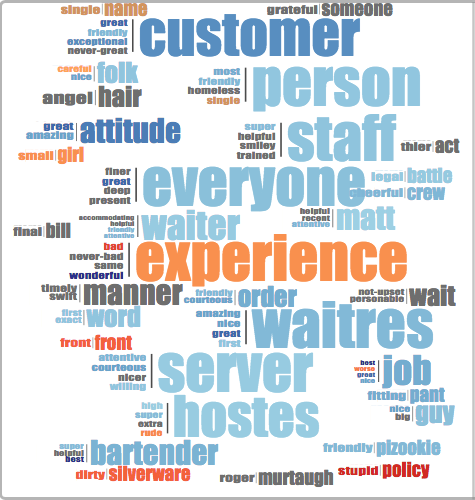 single name
grateful someone
great
friendly
exceptional
never-great
customer
careful
nice
folk
most
friendly
homeless
single
person
angel hair
great
amazing
attitude
super
helpful
smiley
trained
staff
thier act
small girl
finer
great
deep
present
everyone
legal battle
cheerful crew
final bill
accommodating
helpful
friendly
attentive
waiter
helpful
recent
attentive
matt
bad
never-bad
same
wonderful
experience
timely
swift
manner
friendly
courteous
order
not-upset
personable
wait
first
exact
word
amazing
nice
great
first
waitres
front front
attentive
courteous
nicer
willing
server
best
worse
great
nice
job
fitting pant
high
super
extra
rude
hostes
nice
big
guy
super
helpful
best
bartender
friendly pizookie
dirty silverware
roger murtaugh
stupid policy